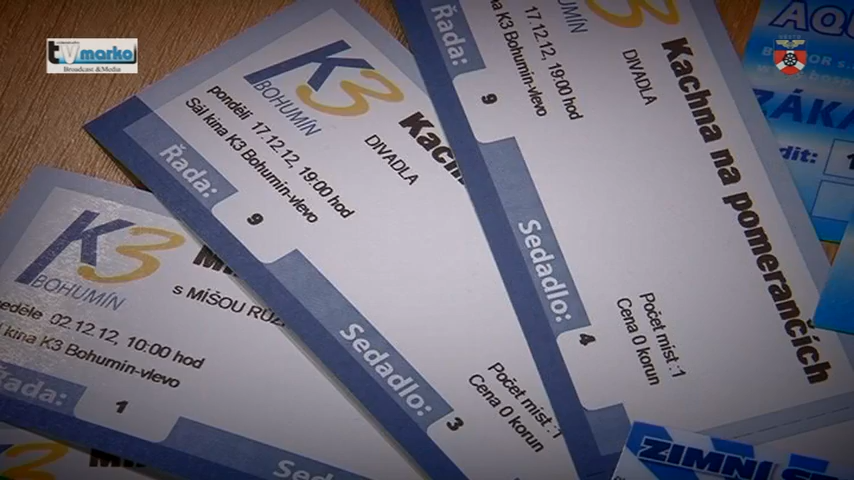 tvmarko
Broadcast & Media
K3
BOHUMÍN
DIVADLA
Kachna na pomerančích
17.12.12, 19:00 hod
Sál kina K3 Bohumín-vlevo
Řada:
9
Sedadlo:
4
Počet míst :1
Cena 0 korun
K3
BOHUMÍN
DIVADLA
pondělí 17.12.12, 19:00 hod
Sál kina K3 Bohumín-vlevo
Řada:
9
Sedadlo:
3
Počet míst :1
Cena 0 korun
K3
BOHUMÍN
s MÍŠOU
02.12.12, 10:00 hod
kina K3 Bohumín-vlevo
Řada:
1
ZIMNÍ